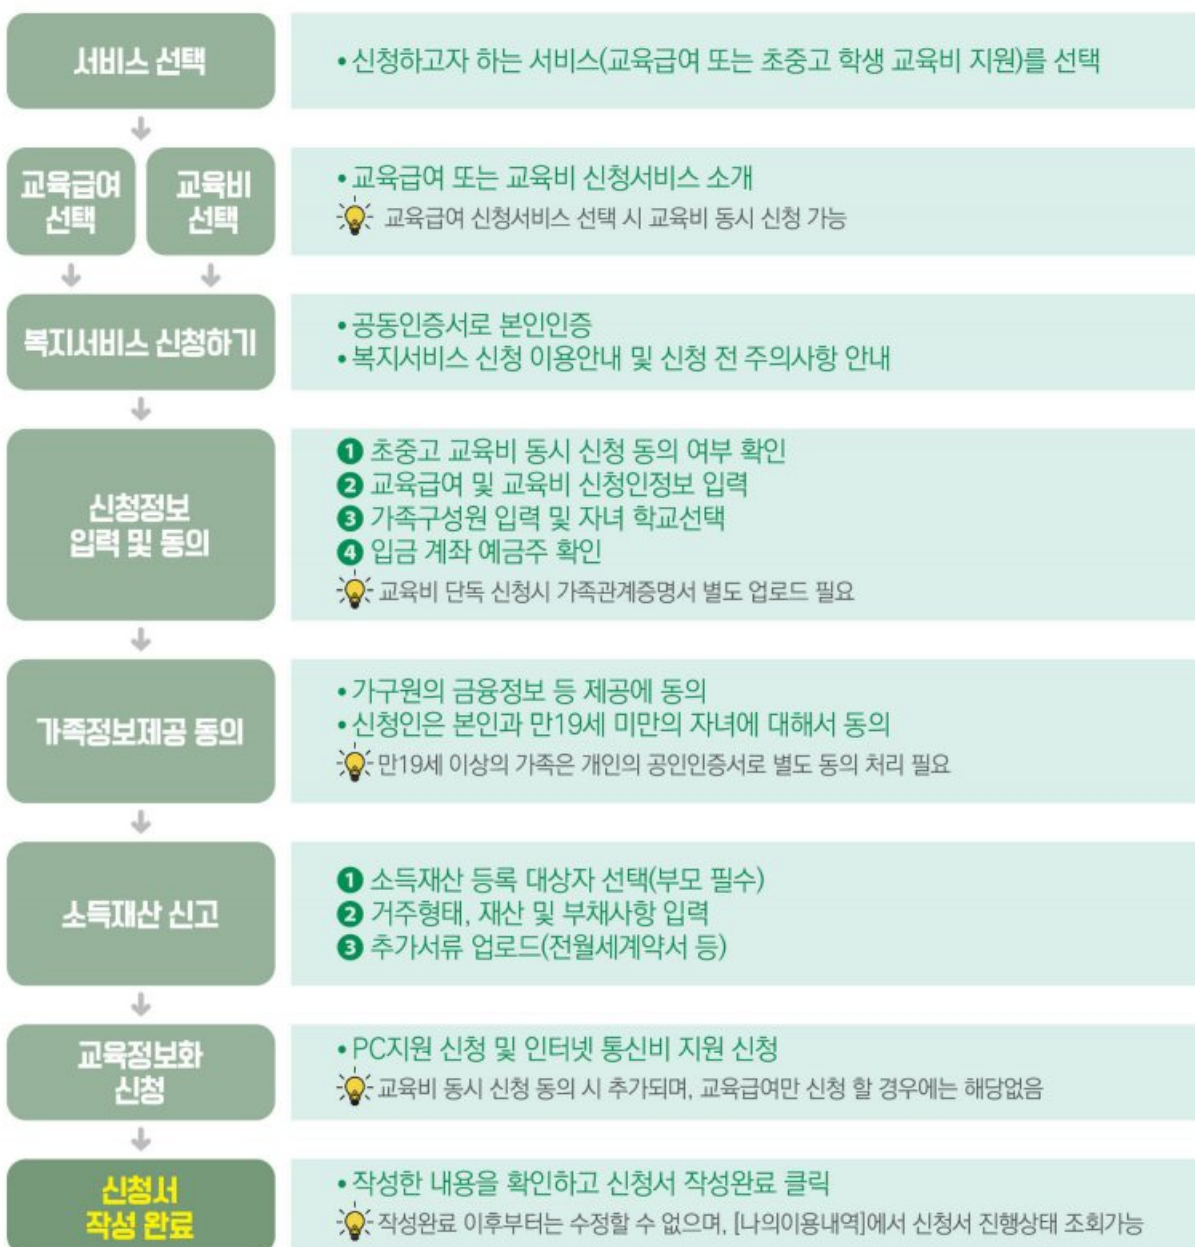 서비스 선택
• 신청하고자 하는 서비스(교육급여 또는 초중고 학생 교육비 지원)를 선택
교육급여
선택
교육비
선택
• 교육급여 또는 교육비 신청서비스 소개
교육급여 신청서비스 선택 시 교육비 동시 신청 가능
복지서비스 신청하기
• 공동인증서로 본인인증
• 복지서비스 신청 이용안내 및 신청 전 주의사항 안내
신청정보
입력 및 동의
❶ 초중고 교육비 동시 신청 동의 여부 확인
❷ 교육급여 및 교육비 신청인정보 입력
❸ 가족구성원 입력 및 자녀 학교선택
❹ 입금 계좌 예금주 확인
교육비 단독 신청시 가족관계증명서 별도 업로드 필요
가족정보제공 동의
• 가구원의 금융정보 등 제공에 동의
• 신청인은 본인과 만19세 미만의 자녀에 대해서 동의
만19세 이상의 가족은 개인의 공인인증서로 별도 동의 처리 필요
소득재산 신고
❶ 소득재산 등록 대상자 선택(부모 필수)
❷ 거주형태, 재산 및 부채사항 입력
❸ 추가서류 업로드(전월세계약서 등)
교육정보화
신청
• PC지원 신청 및 인터넷 통신비 지원 신청
교육비 동시 신청 동의 시 추가되며, 교육급여만 신청 할 경우에는 해당없음
신청서
작성 완료
• 작성한 내용을 확인하고 신청서 작성완료 클릭
작성완료 이후부터는 수정할 수 없으며, [나의이용내역]에서 신청서 진행상태 조회가능